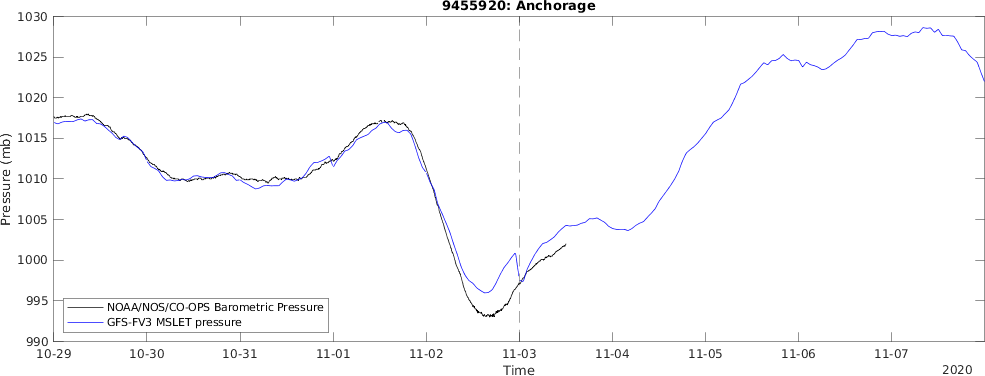 9455920: Anchorage
1030
1025
1020
1015
1010
1005
1000
995
990
Pressure (mb)
NOAA/NOS/CO-OPS Barometric Pressure
GFS-FV3 MSLET pressure
10-29 10-30 10-31 11-01 11-02 11-03 11-04 11-05 11-06 11-07
Time
2020